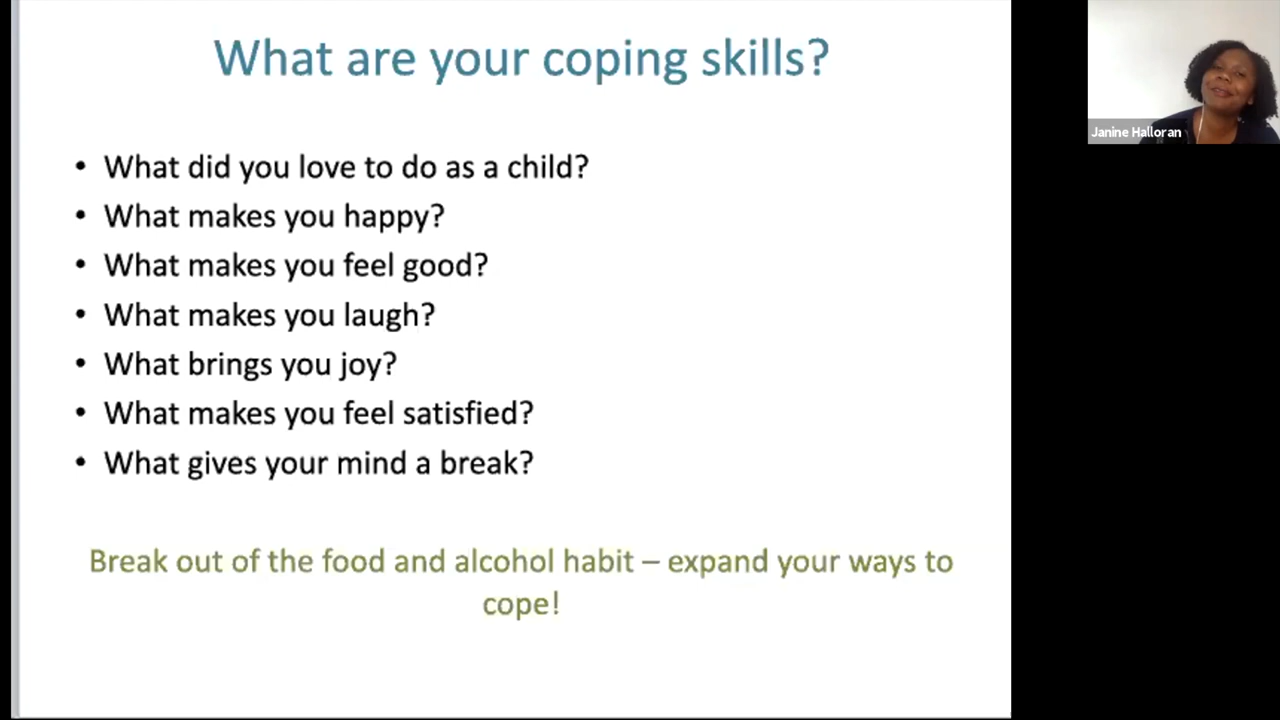 What are your coping skills?
Janine Halloran
• What did you love to do as a child?
• What makes you happy?
• What makes you feel good?
• What makes you laugh?
• What brings you joy?
• What makes you feel satisfied?
• What gives your mind a break?
Break out of the food and alcohol habit – expand your ways to
cope!